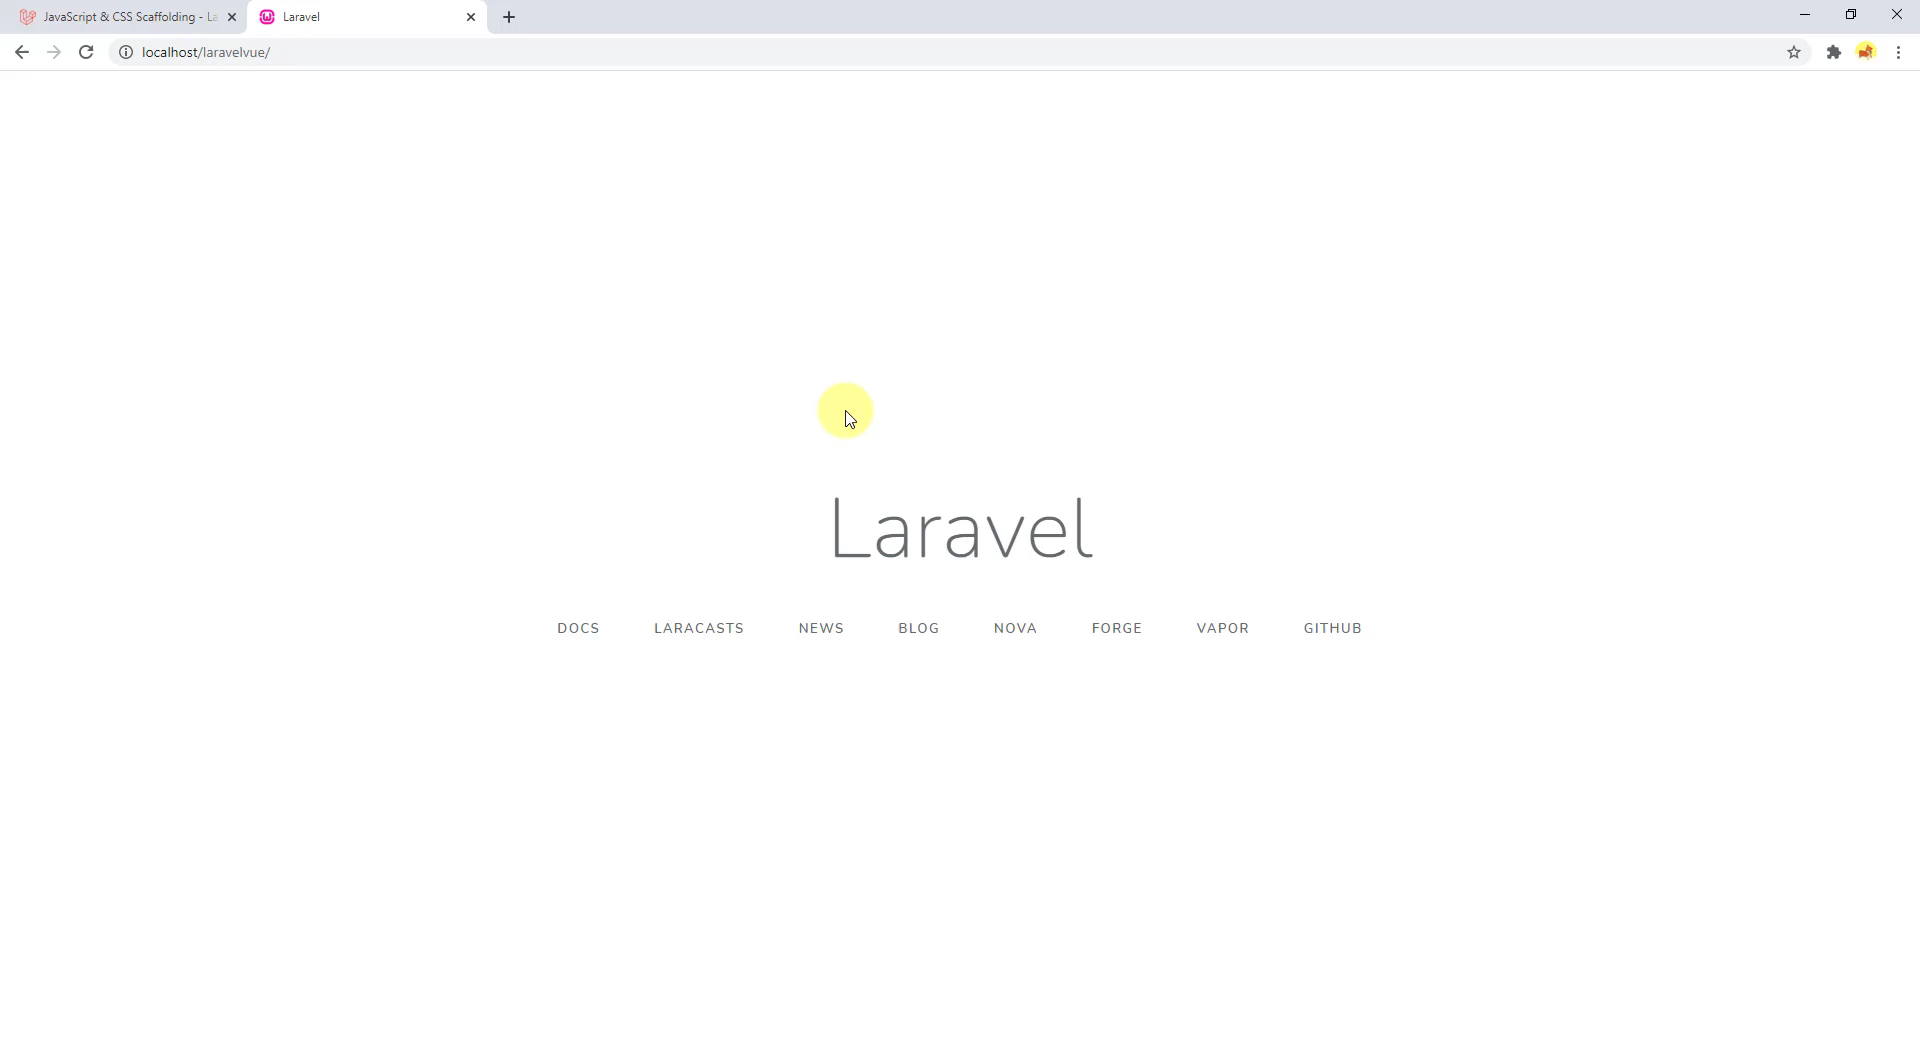 JavaScript & CSS Scaffolding - La
Laravel
localhost/laravelvue/
Laravel
DOCS LARACASTS NEWS BLOG NOVA FORGE VAPOR GITHUB